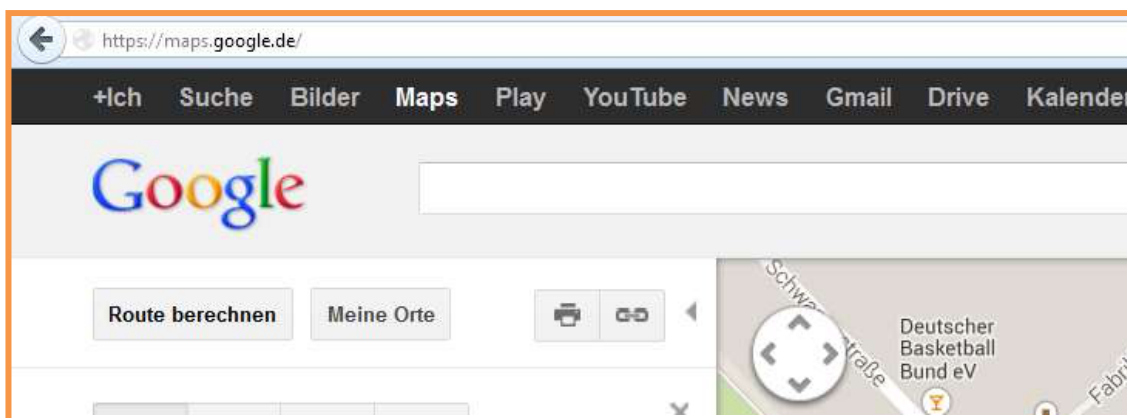 https://maps.google.de/
+Ich Suche Bilder Maps Play YouTube News Gmail Drive Kalender
Google
Route berechnen Meine Orte
Deutscher
Basketball
Bund eV